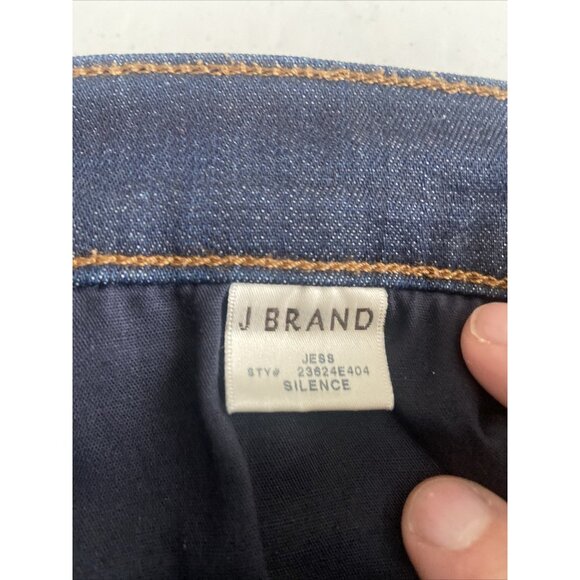 J BRAND
JESS
STY# 23624E404
SILENCE